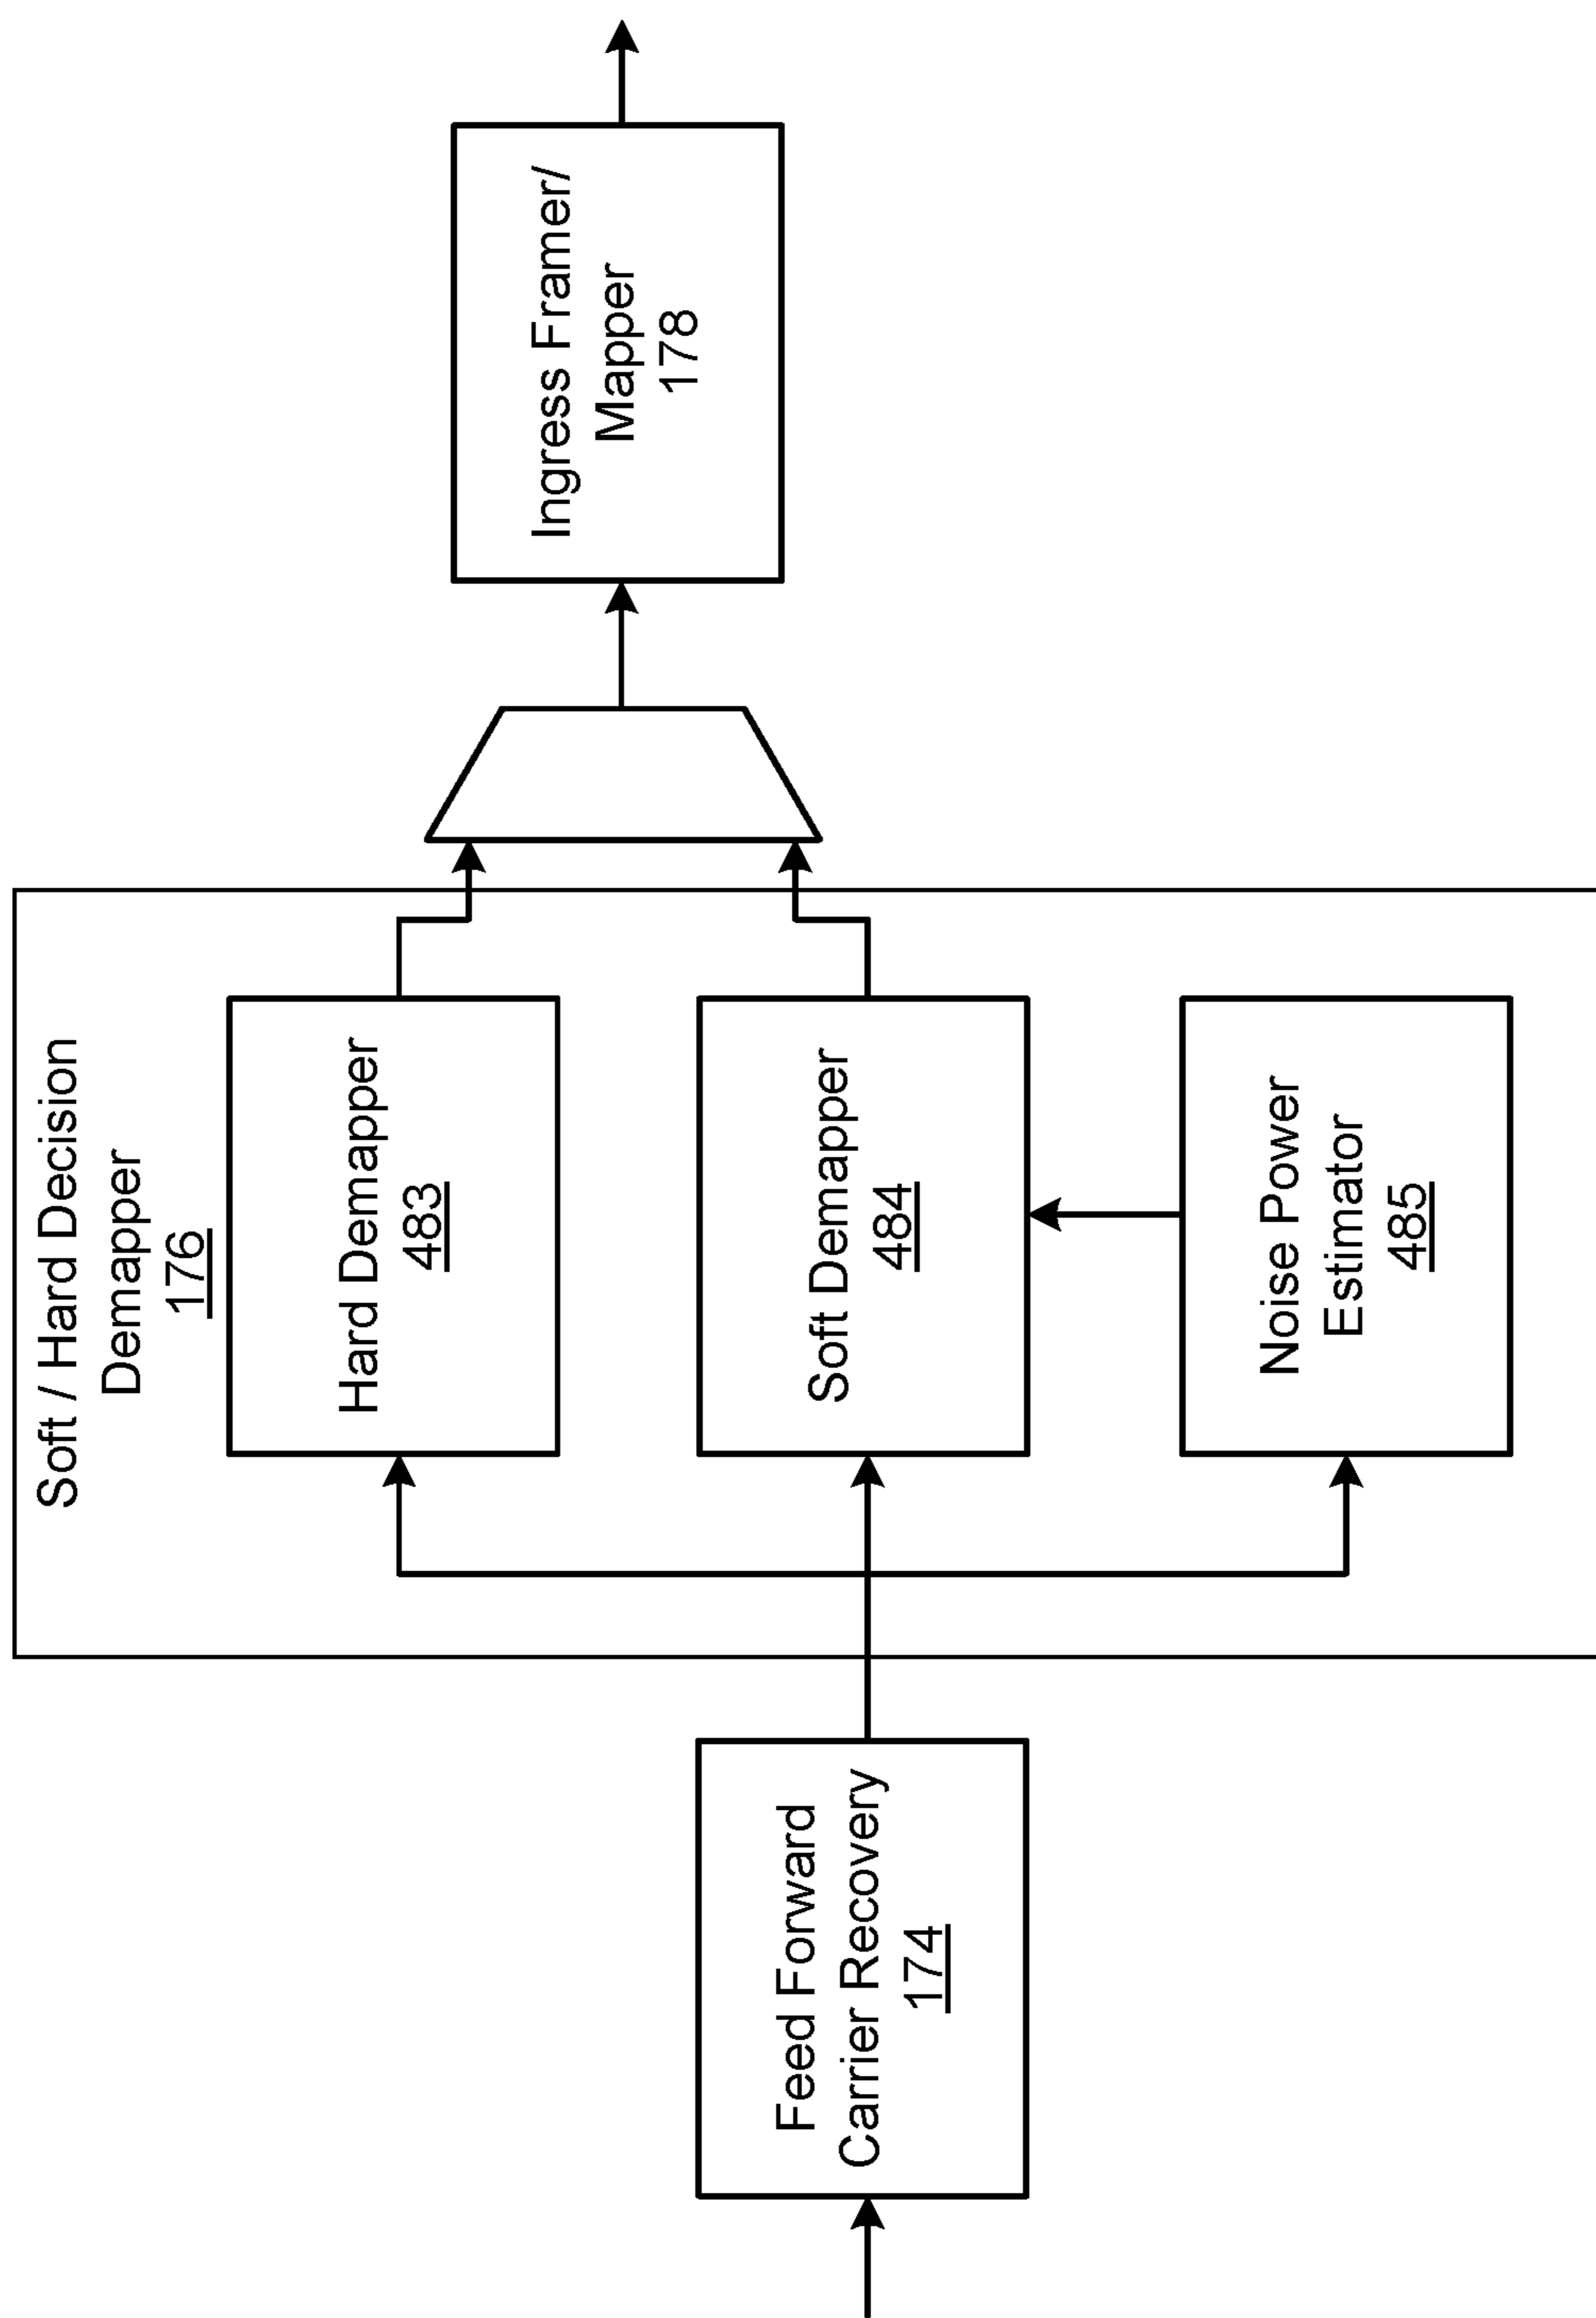 Soft / Hard Decision
Demapper
176
Hard Demapper
483
Soft Demapper
484
Noise Power
Estimator
485
Feed Forward
Carrier Recovery
174
Ingress Framer/
Mapper
178